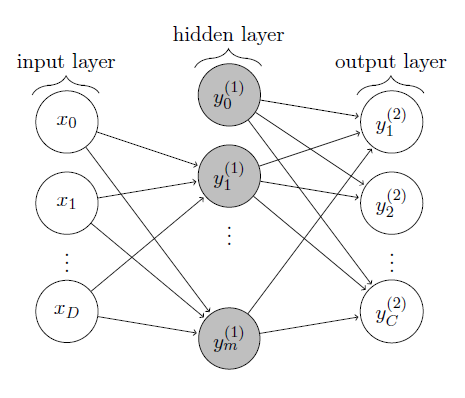 hidden layer
input layer
output layer
x_0
y_0^{(1)}
y_1^{(2)}
x_1
y_1^{(1)}
y_2^{(2)}
⋮
⋮
⋮
x_D
y_m^{(1)}
y_C^{(2)}